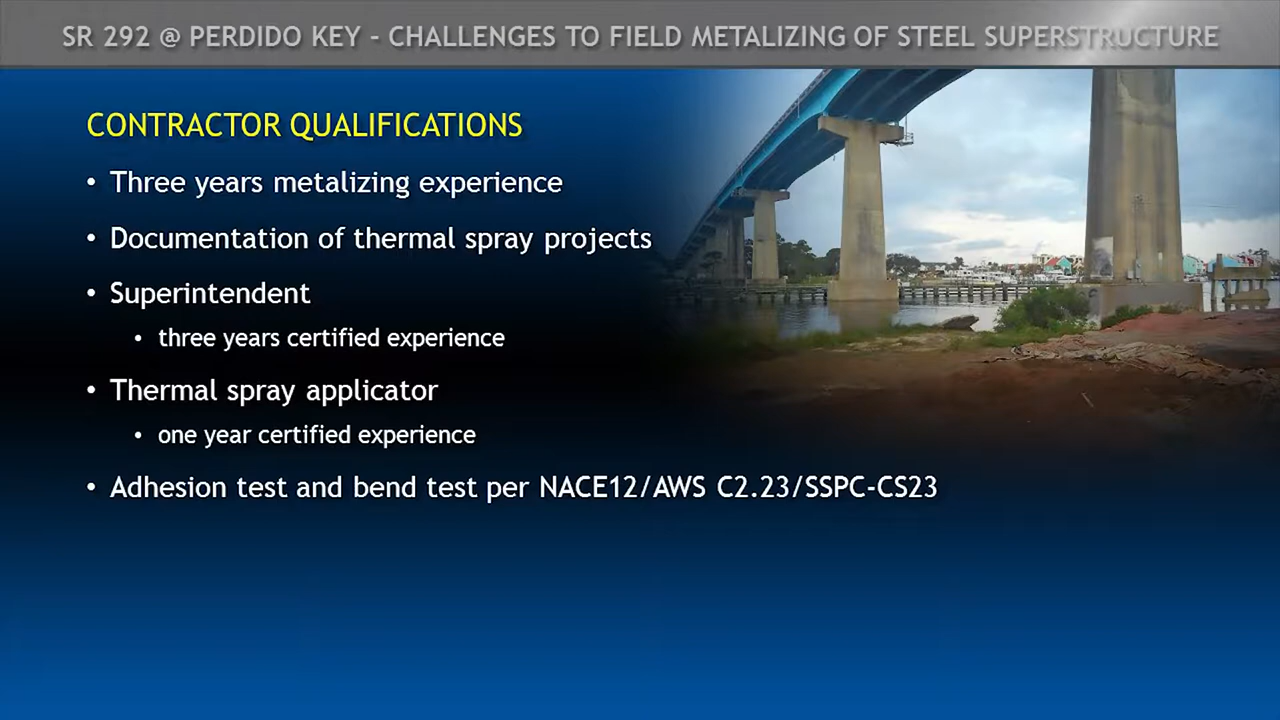 SR 292 @ PERDIDO KEY - CHALLENGES TO FIELD METALIZING OF STEEL SUPERSTRUCTURE
CONTRACTOR QUALIFICATIONS
• Three years metalizing experience
• Documentation of thermal spray projects
• Superintendent
• three years certified experience
• Thermal spray applicator
• one year certified experience
• Adhesion test and bend test per NACE12/AWS C2.23/SSPC-CS23